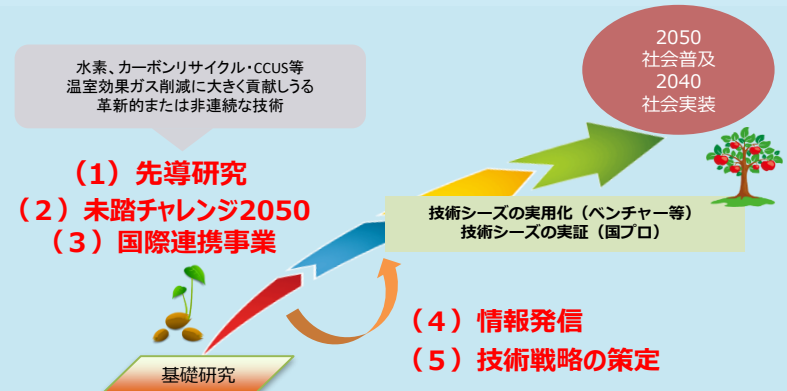 水素、カーボンリサイクル・CCUS等
温室効果ガス削減に大きく貢献しうる
革新的または非連続な技術
（1）先導研究
（２）未踏チャレンジ2050
（３）国際連携事業
2050
社会普及
2040
社会実装
技術シーズの実用化（ベンチャー等）
技術シーズの実証（国プロ）
（４）情報発信
（５）技術戦略の策定
基礎研究